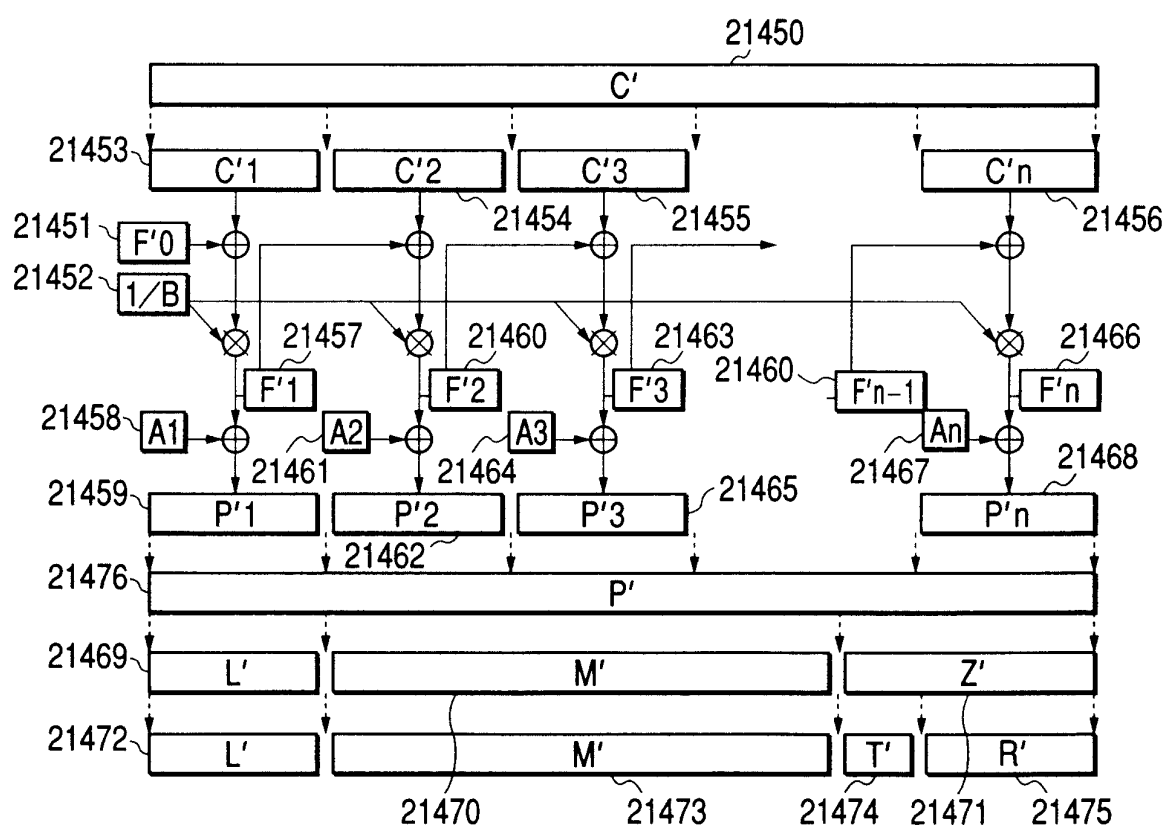 21450
C'
21453 C'1 C'2 C'3 C'n
21454 21455 21456
21451 F'0
21452 1/B
21457 21460 21463 21466
F'1 F'2 F'3 21460 F'n-1 F'n
21458 A1 A2 A3 An
21461 21464 21467 21468
21459 P'1 P'2 P'3 21465 P'n
21462
21476 P'
21469 L' M' Z'
21472 L' M' T' R'
21470 21473 21474 21471 21475